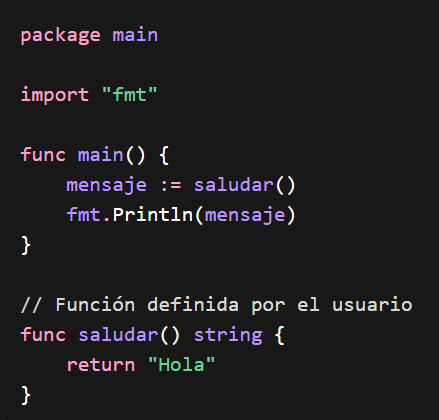 package main

import "fmt"

func main() {
    mensaje := saludar()
    fmt.Println(mensaje)
}

// Función definida por el usuario
func saludar() string {
    return "Hola"
}